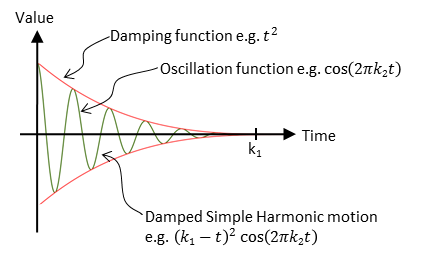 Value
Damping function e.g. t²
Oscillation function e.g. cos(2πk₂t)
Time
k₁
Damped Simple Harmonic motion
e.g. (k₁ − t)² cos(2πk₂t)